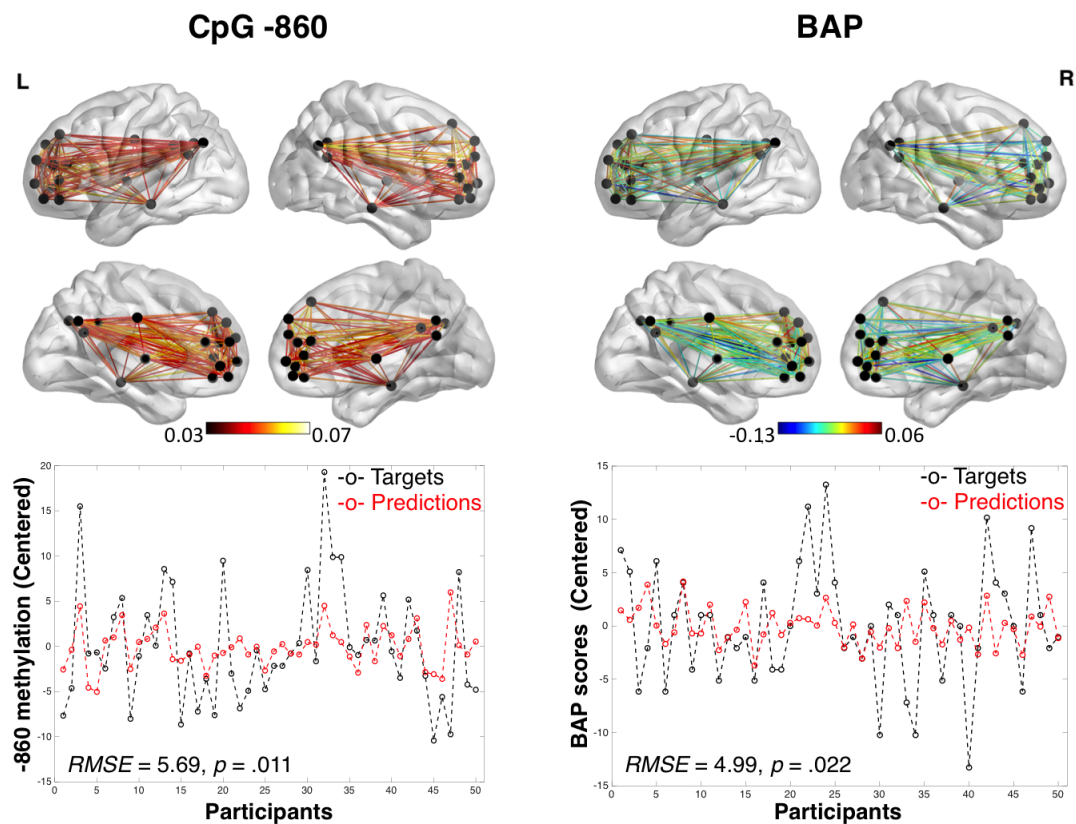 CpG -860
BAP
L
R
0.03
0.07
-0.13
0.06
20
15
10
5
0
-5
-10
-15
0
5
10
15
20
25
30
35
40
45
50
-860 methylation (Centered)
-o- Targets
-o- Predictions
RMSE = 5.69, p = .011
Participants
15
10
5
0
-5
-10
-15
0
5
10
15
20
25
30
35
40
45
50
BAP scores (Centered)
-o- Targets
-o- Predictions
RMSE = 4.99, p = .022
Participants